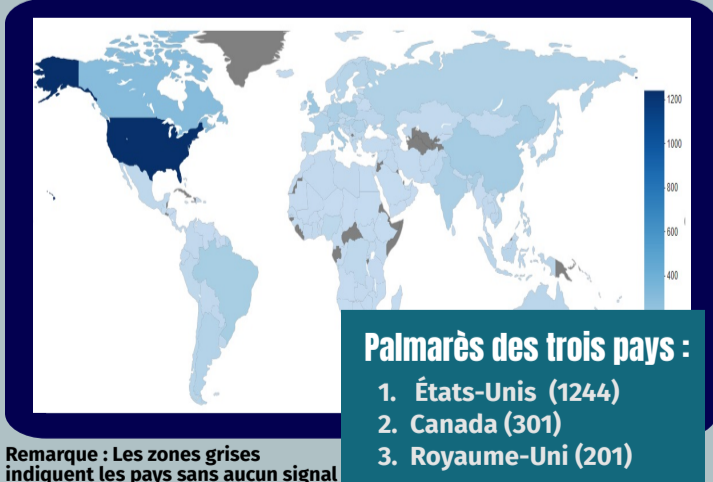 1200
1000
800
600
400
Palmarès des trois pays :
1. États-Unis (1244)
2. Canada (301)
3. Royaume-Uni (201)
Remarque : Les zones grises
indiquent les pays sans aucun signal